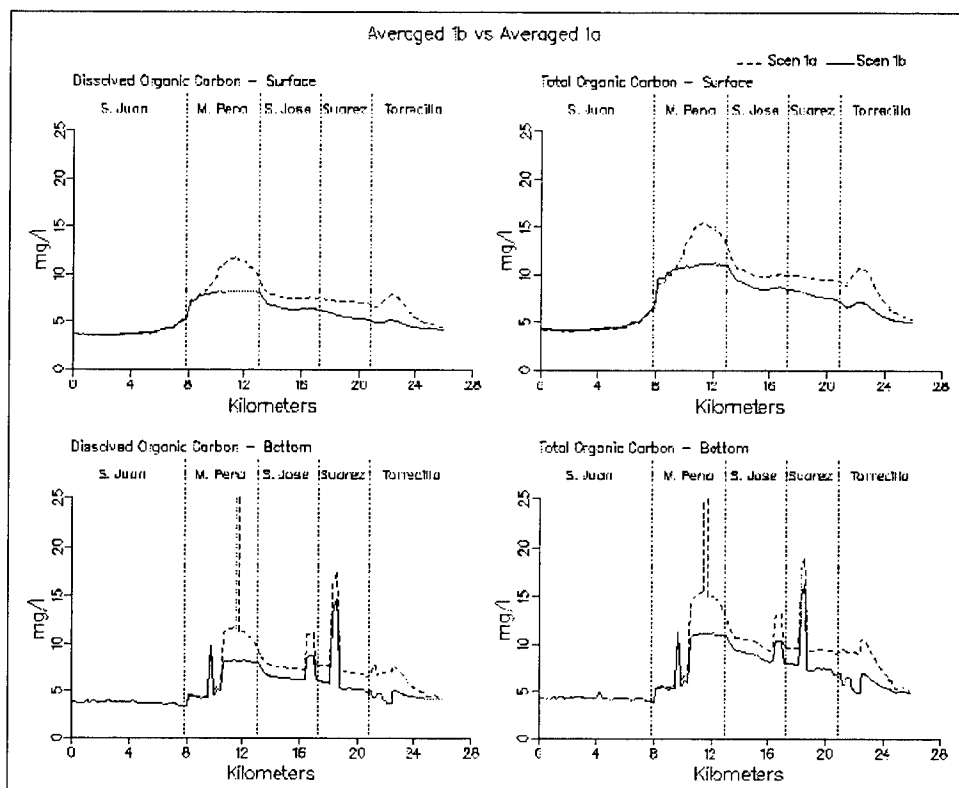 Averaged 1b vs Averaged 1a
Scen 1a Scen 1b
Dissolved Organic Carbon – Surface
S. Juan M. Pena S. Jose Suarez Torrecilla
25
20
15
10
5
0
mg/l
0 4 8 12 16 20 24 28
Kilometers
Total Organic Carbon – Surface
S. Juan M. Pena S. Jose Suarez Torrecilla
25
20
15
10
5
0
mg/l
0 4 8 12 16 20 24 28
Kilometers
Dissolved Organic Carbon – Bottom
S. Juan M. Pena S. Jose Suarez Torrecilla
25
20
15
10
5
0
mg/l
0 4 8 12 16 20 24 28
Kilometers
Total Organic Carbon – Bottom
S. Juan M. Pena S. Jose Suarez Torrecilla
25
20
15
10
5
0
mg/l
0 4 8 12 16 20 24 28
Kilometers